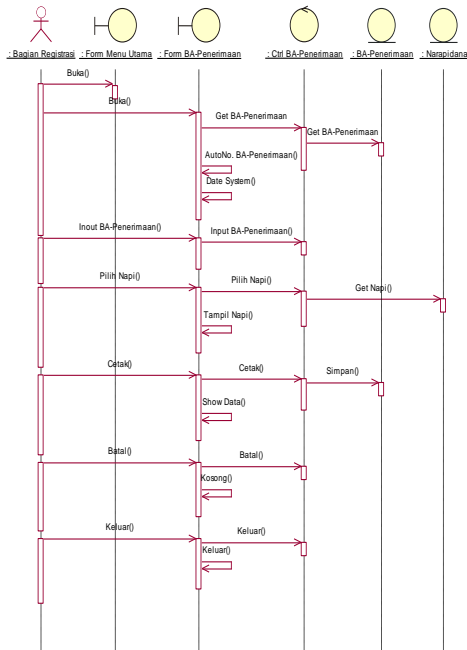 : Bagian Registrasi : Form Menu Utama : Form BA-Penerimaan : Ctrl BA-Penerimaan : BA-Penerimaan : Narapidana
Buka()
Buka()
Get BA-Penerimaan
Get BA-Penerimaan
AutoNo. BA-Penerimaan()
Date System()
Inout BA-Penerimaan()
Input BA-Penerimaan()
Pilih Napi()
Pilih Napi()
Get Napi()
Tampil Napi()
Cetak()
Cetak()
Simpan()
Show Data()
Batal()
Batal()
Kosong()
Keluar()
Keluar()
Keluar()